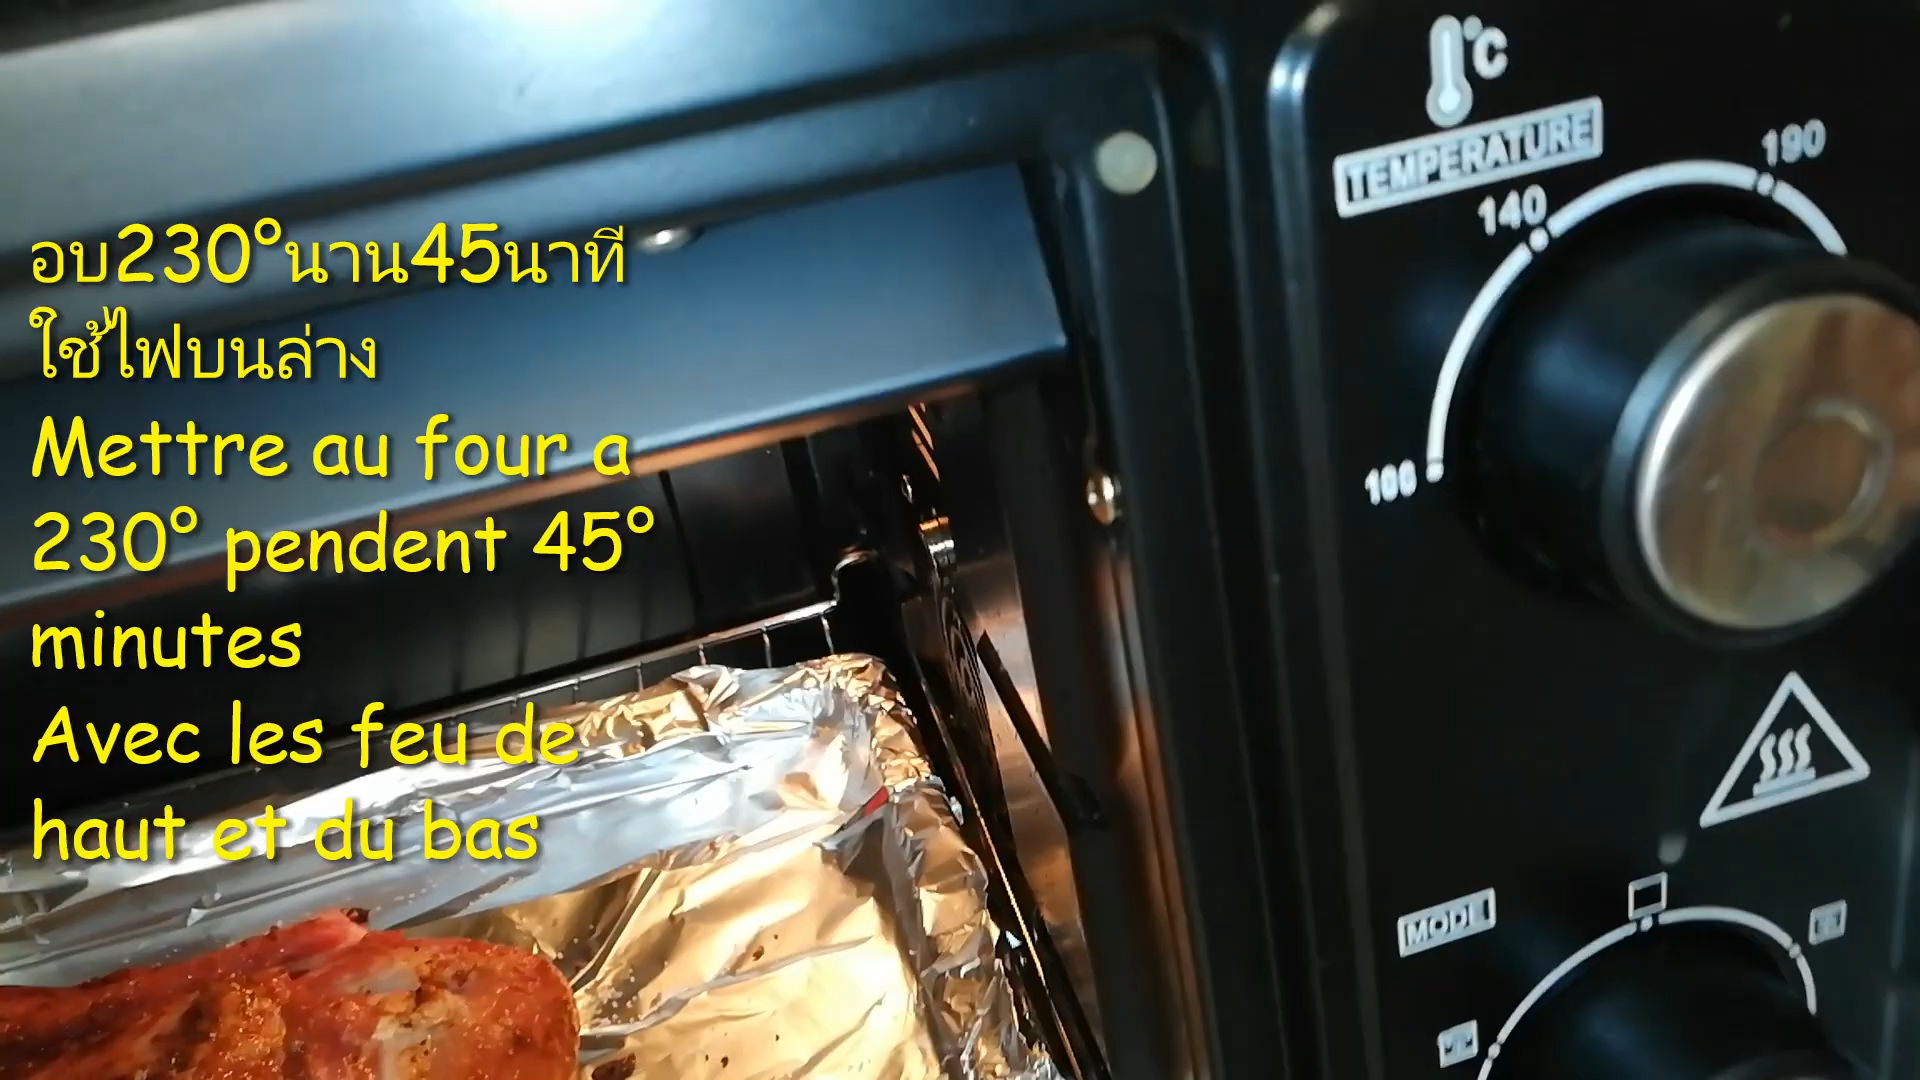 อบ230°นาน45นาที
ใช้ไฟบนล่าง
Mettre au four a
230° pendent 45°
minutes
Avec les feu de
haut et du bas
°C
TEMPERATURE
190
140
100
MODE